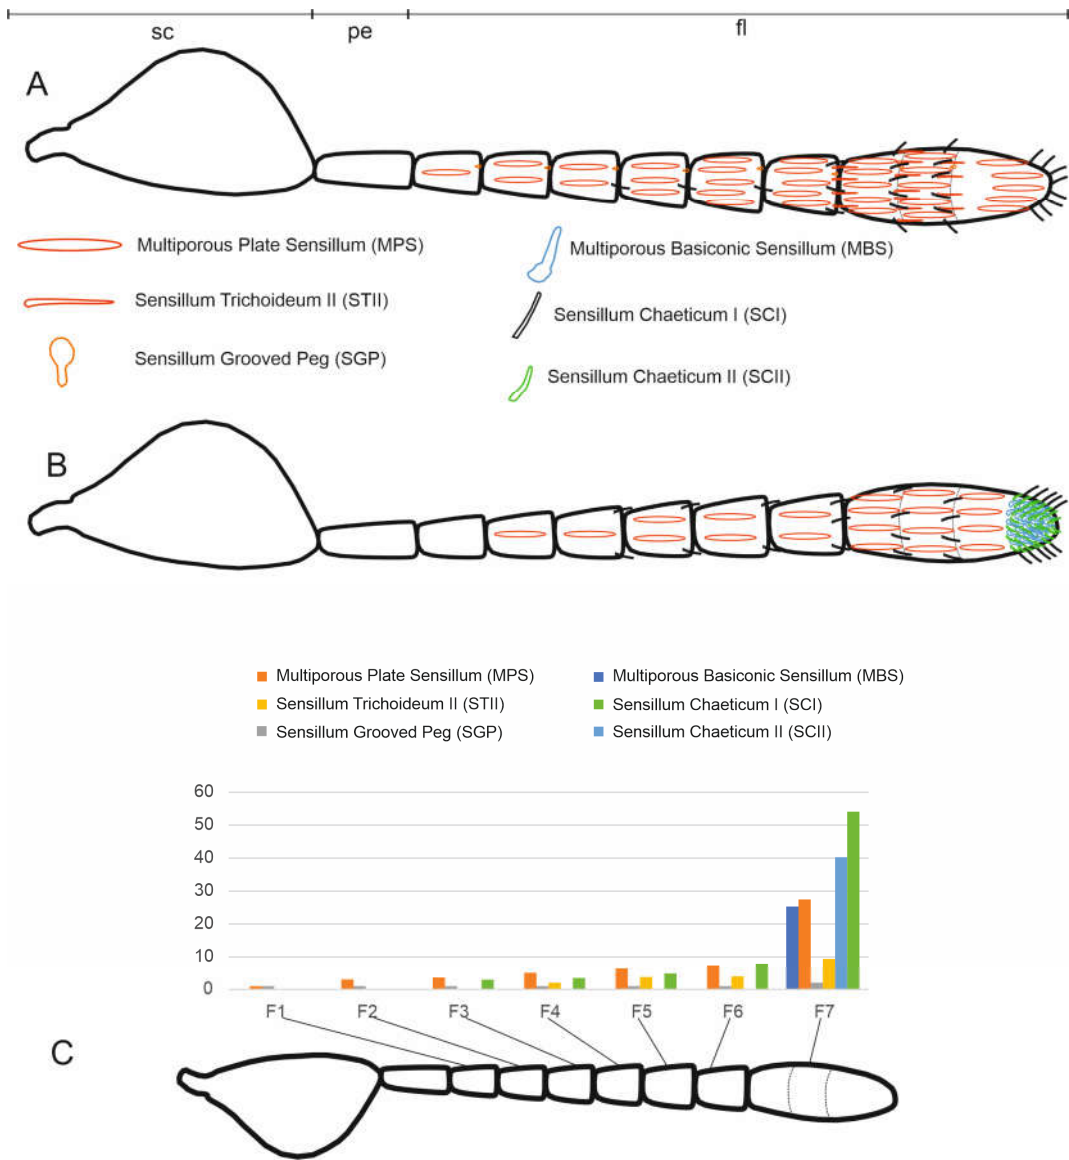 sc pe fl
A
Multiporous Plate Sensillum (MPS)
Multiporous Basiconic Sensillum (MBS)
Sensillum Trichoideum II (STII)
Sensillum Chaeticum I (SCI)
Sensillum Grooved Peg (SGP)
Sensillum Chaeticum II (SCII)
B
Multiporous Plate Sensillum (MPS)
Multiporous Basiconic Sensillum (MBS)
Sensillum Trichoideum II (STII)
Sensillum Chaeticum I (SCI)
Sensillum Grooved Peg (SGP)
Sensillum Chaeticum II (SCII)
60
50
40
30
20
10
0
F1 F2 F3 F4 F5 F6 F7
C